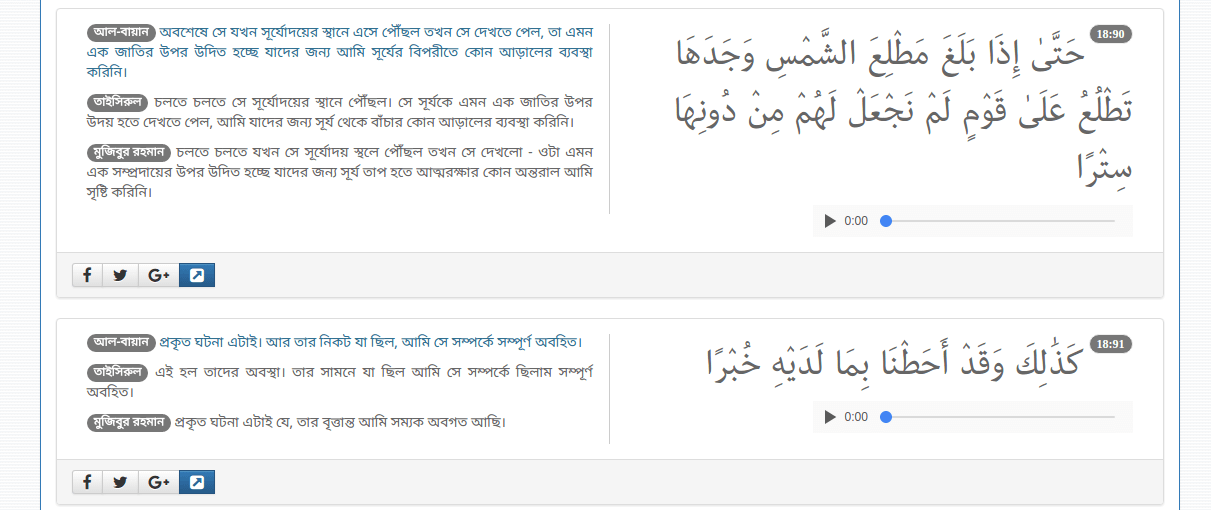 আল-বায়ান অবশেষে সে যখন সূর্যোদয়ের স্থানে এসে পৌঁছল তখন সে দেখতে পেল, তা এমন
এক জাতির উপর উদিত হচ্ছে যাদের জন্য আমি সূর্যের বিপরীতে কোন আড়ালের ব্যবস্থা
করিনি।
তাইসিরুল চলতে চলতে সে সূর্যোদয়ের স্থানে পৌঁছল। সে সূর্যকে এমন এক জাতির উপর
উদয় হতে দেখতে পেল, আমি যাদের জন্য সূর্য থেকে বাঁচার কোন আড়ালের ব্যবস্থা করিনি।
মুজিবুর রহমান চলতে চলতে যখন সে সূর্যোদয় স্থলে পৌঁছল তখন সে দেখলো - ওটা এমন
এক সম্প্রদায়ের উপর উদিত হচ্ছে যাদের জন্য সূর্য তাপ হতে আত্মরক্ষার কোন অন্তরাল আমি
সৃষ্টি করিনি।
18:90 حَتَّىٰ إِذَا بَلَغَ مَطْلِعَ الشَّمْسِ وَجَدَهَا
تَطْلُعُ عَلَىٰ قَوْمٍ لَمْ نَجْعَلْ لَهُمْ مِنْ دُونِهَا
سِتْرًا
0:00
আল-বায়ান প্রকৃত ঘটনা এটাই। আর তার নিকট যা ছিল, আমি সে সম্পর্কে সম্পূর্ণ অবহিত।
তাইসিরুল এই হল তাদের অবস্থা। তার সামনে যা ছিল আমি সে সম্পর্কে ছিলাম সম্পূর্ণ
অবহিত।
মুজিবুর রহমান প্রকৃত ঘটনা এটাই যে, তার বৃত্তান্ত আমি সম্যক অবগত আছি।
18:91 كَذَٰلِكَ وَقَدْ أَحَطْنَا بِمَا لَدَيْهِ خُبْرًا
0:00